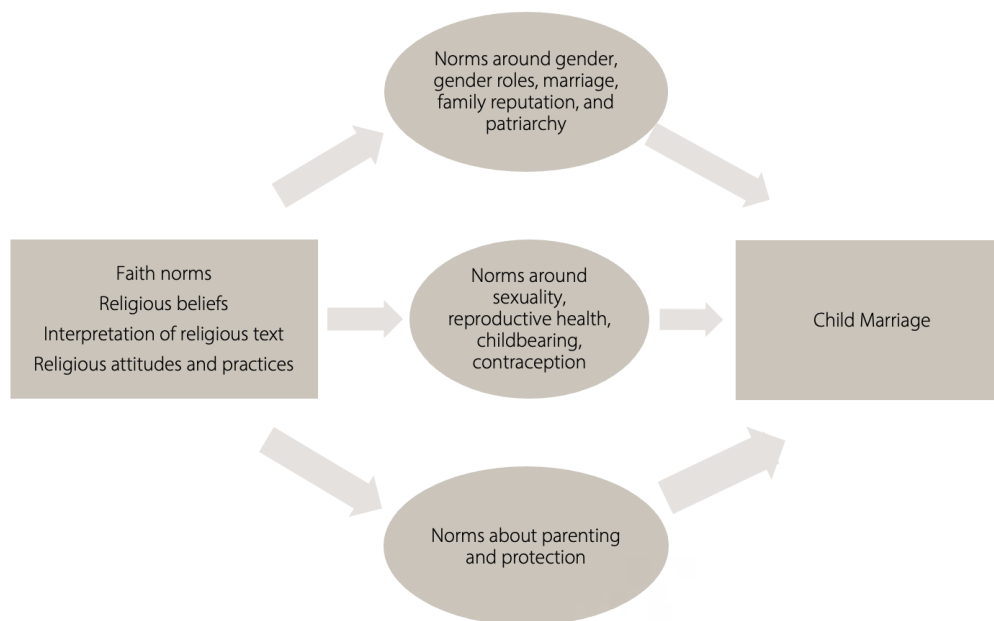 Norms around gender,
gender roles, marriage,
family reputation, and
patriarchy
Faith norms
Religious beliefs
Interpretation of religious text
Religious attitudes and practices
Norms around
sexuality,
reproductive health,
childbearing,
contraception
Child Marriage
Norms about parenting
and protection